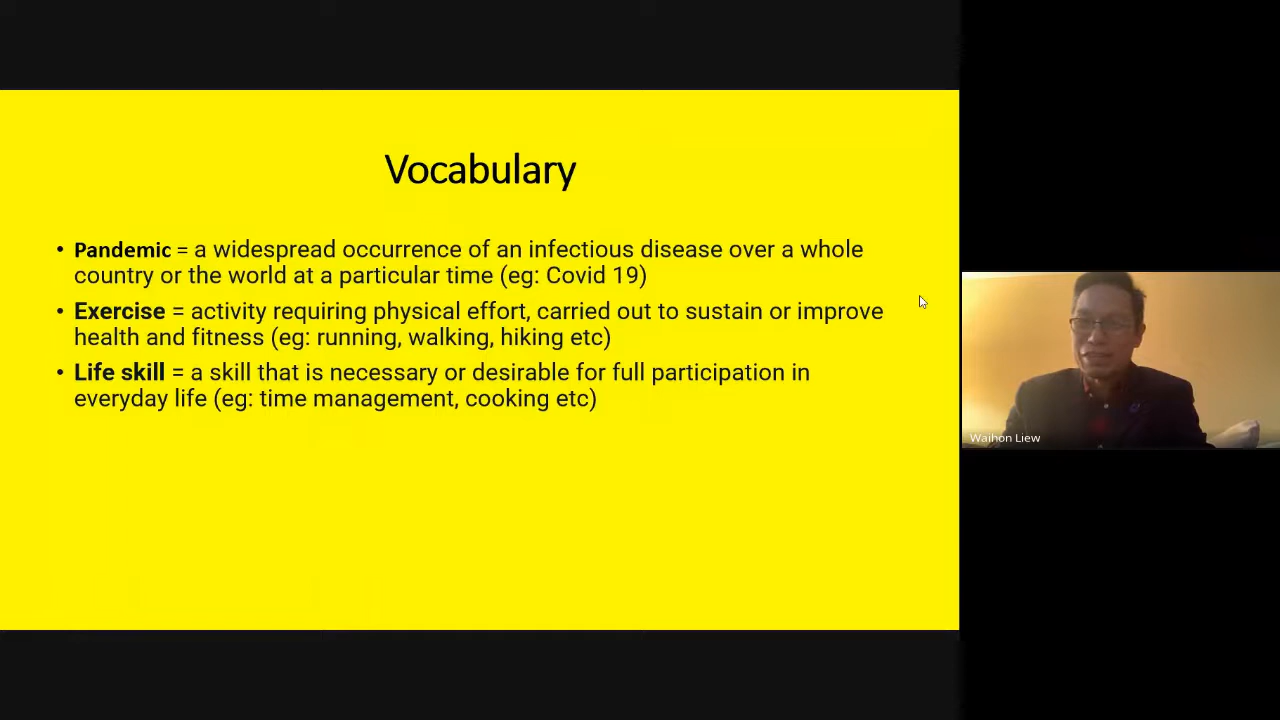 Vocabulary
• Pandemic = a widespread occurrence of an infectious disease over a whole
country or the world at a particular time (eg: Covid 19)
• Exercise = activity requiring physical effort, carried out to sustain or improve
health and fitness (eg: running, walking, hiking etc)
• Life skill = a skill that is necessary or desirable for full participation in
everyday life (eg: time management, cooking etc)
Waihon Liew